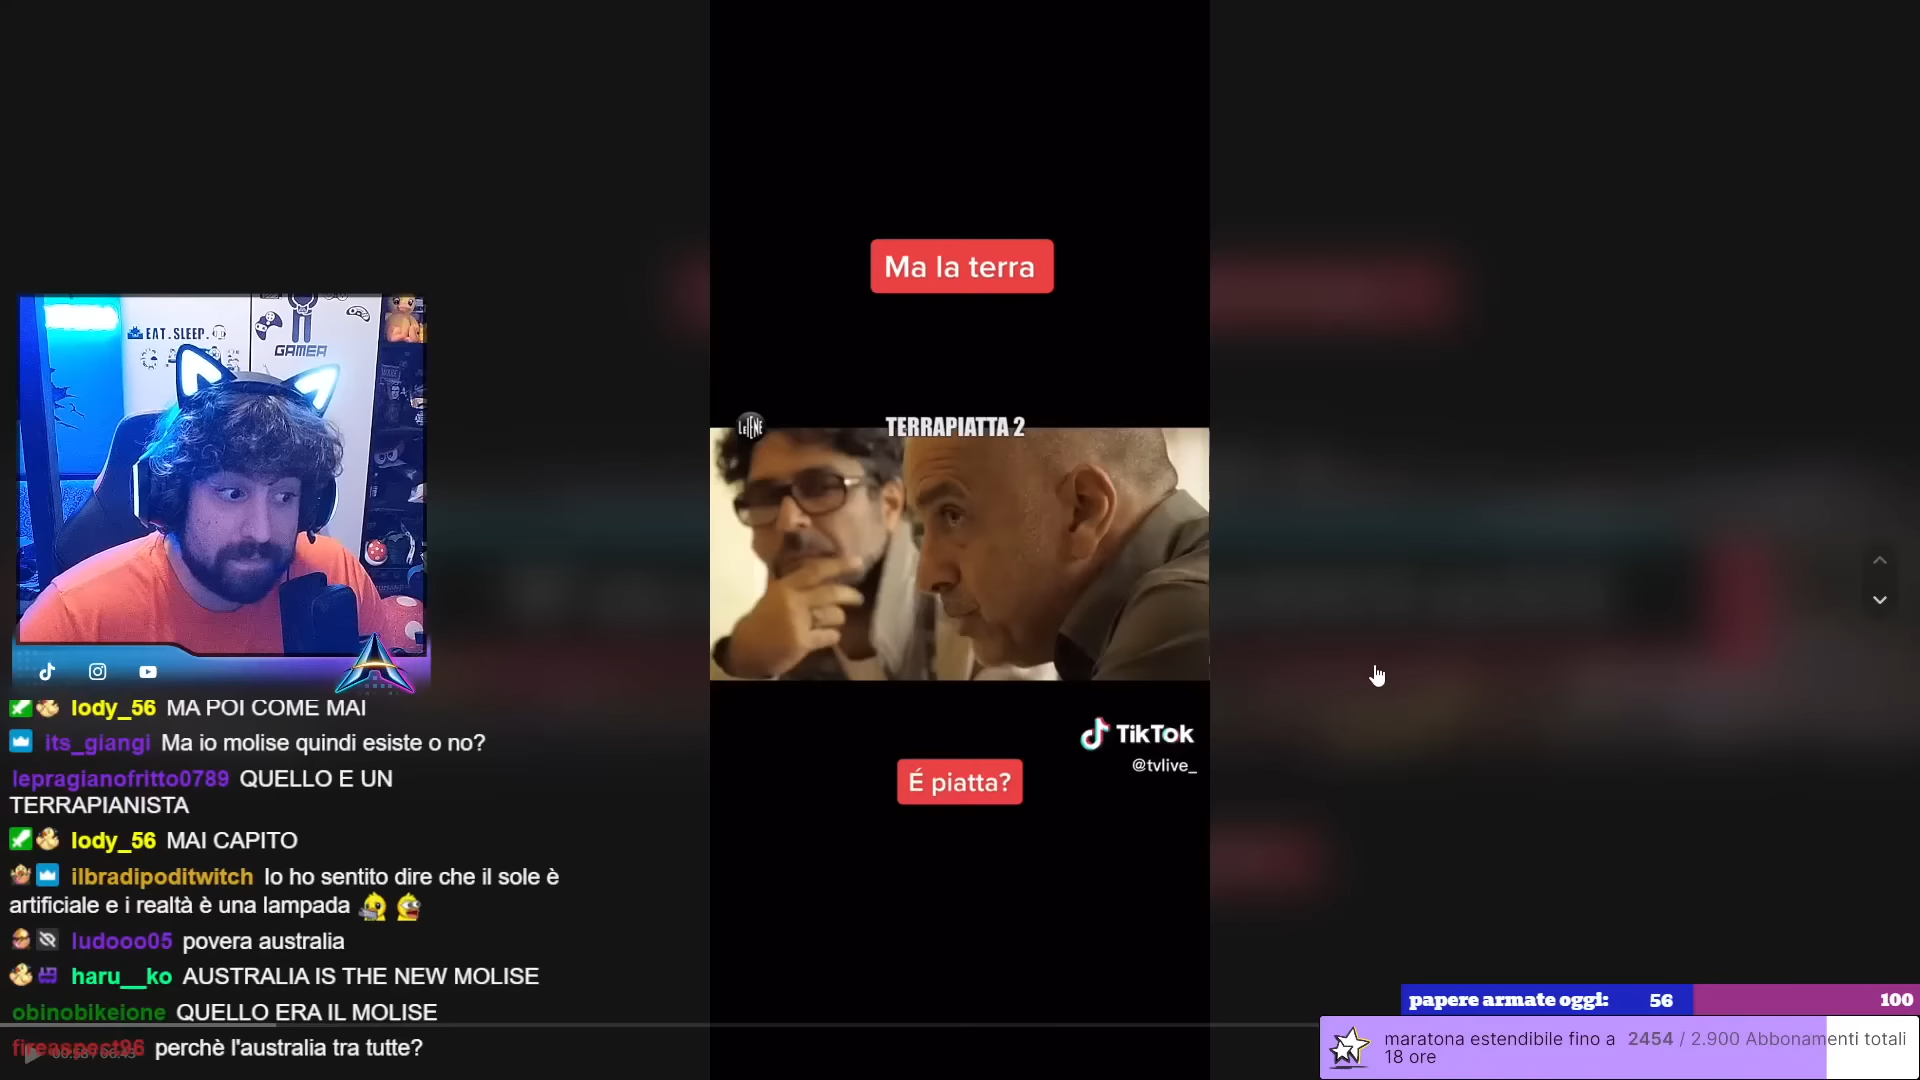 Ma la terra
LE IENE
TERRAPIATTA 2
TikTok
@tvlive_
É piatta?
EAT.SLEEP.
GAMER
lody_56 MA POI COME MAI
its_giangi Ma io molise quindi esiste o no?
lepragianofritto0789 QUELLO E UN
TERRAPIANISTA
lody_56 MAI CAPITO
ilbradipoditwitch Io ho sentito dire che il sole è
artificiale e i realtà è una lampada
ludooo05 povera australia
haru__ko AUSTRALIA IS THE NEW MOLISE
obinobikeione QUELLO ERA IL MOLISE
fireaspect96 perchè l'australia tra tutte?
papere armate oggi: 56 100
maratona estendibile fino a 2454 / 2.900 Abbonamenti totali
18 ore